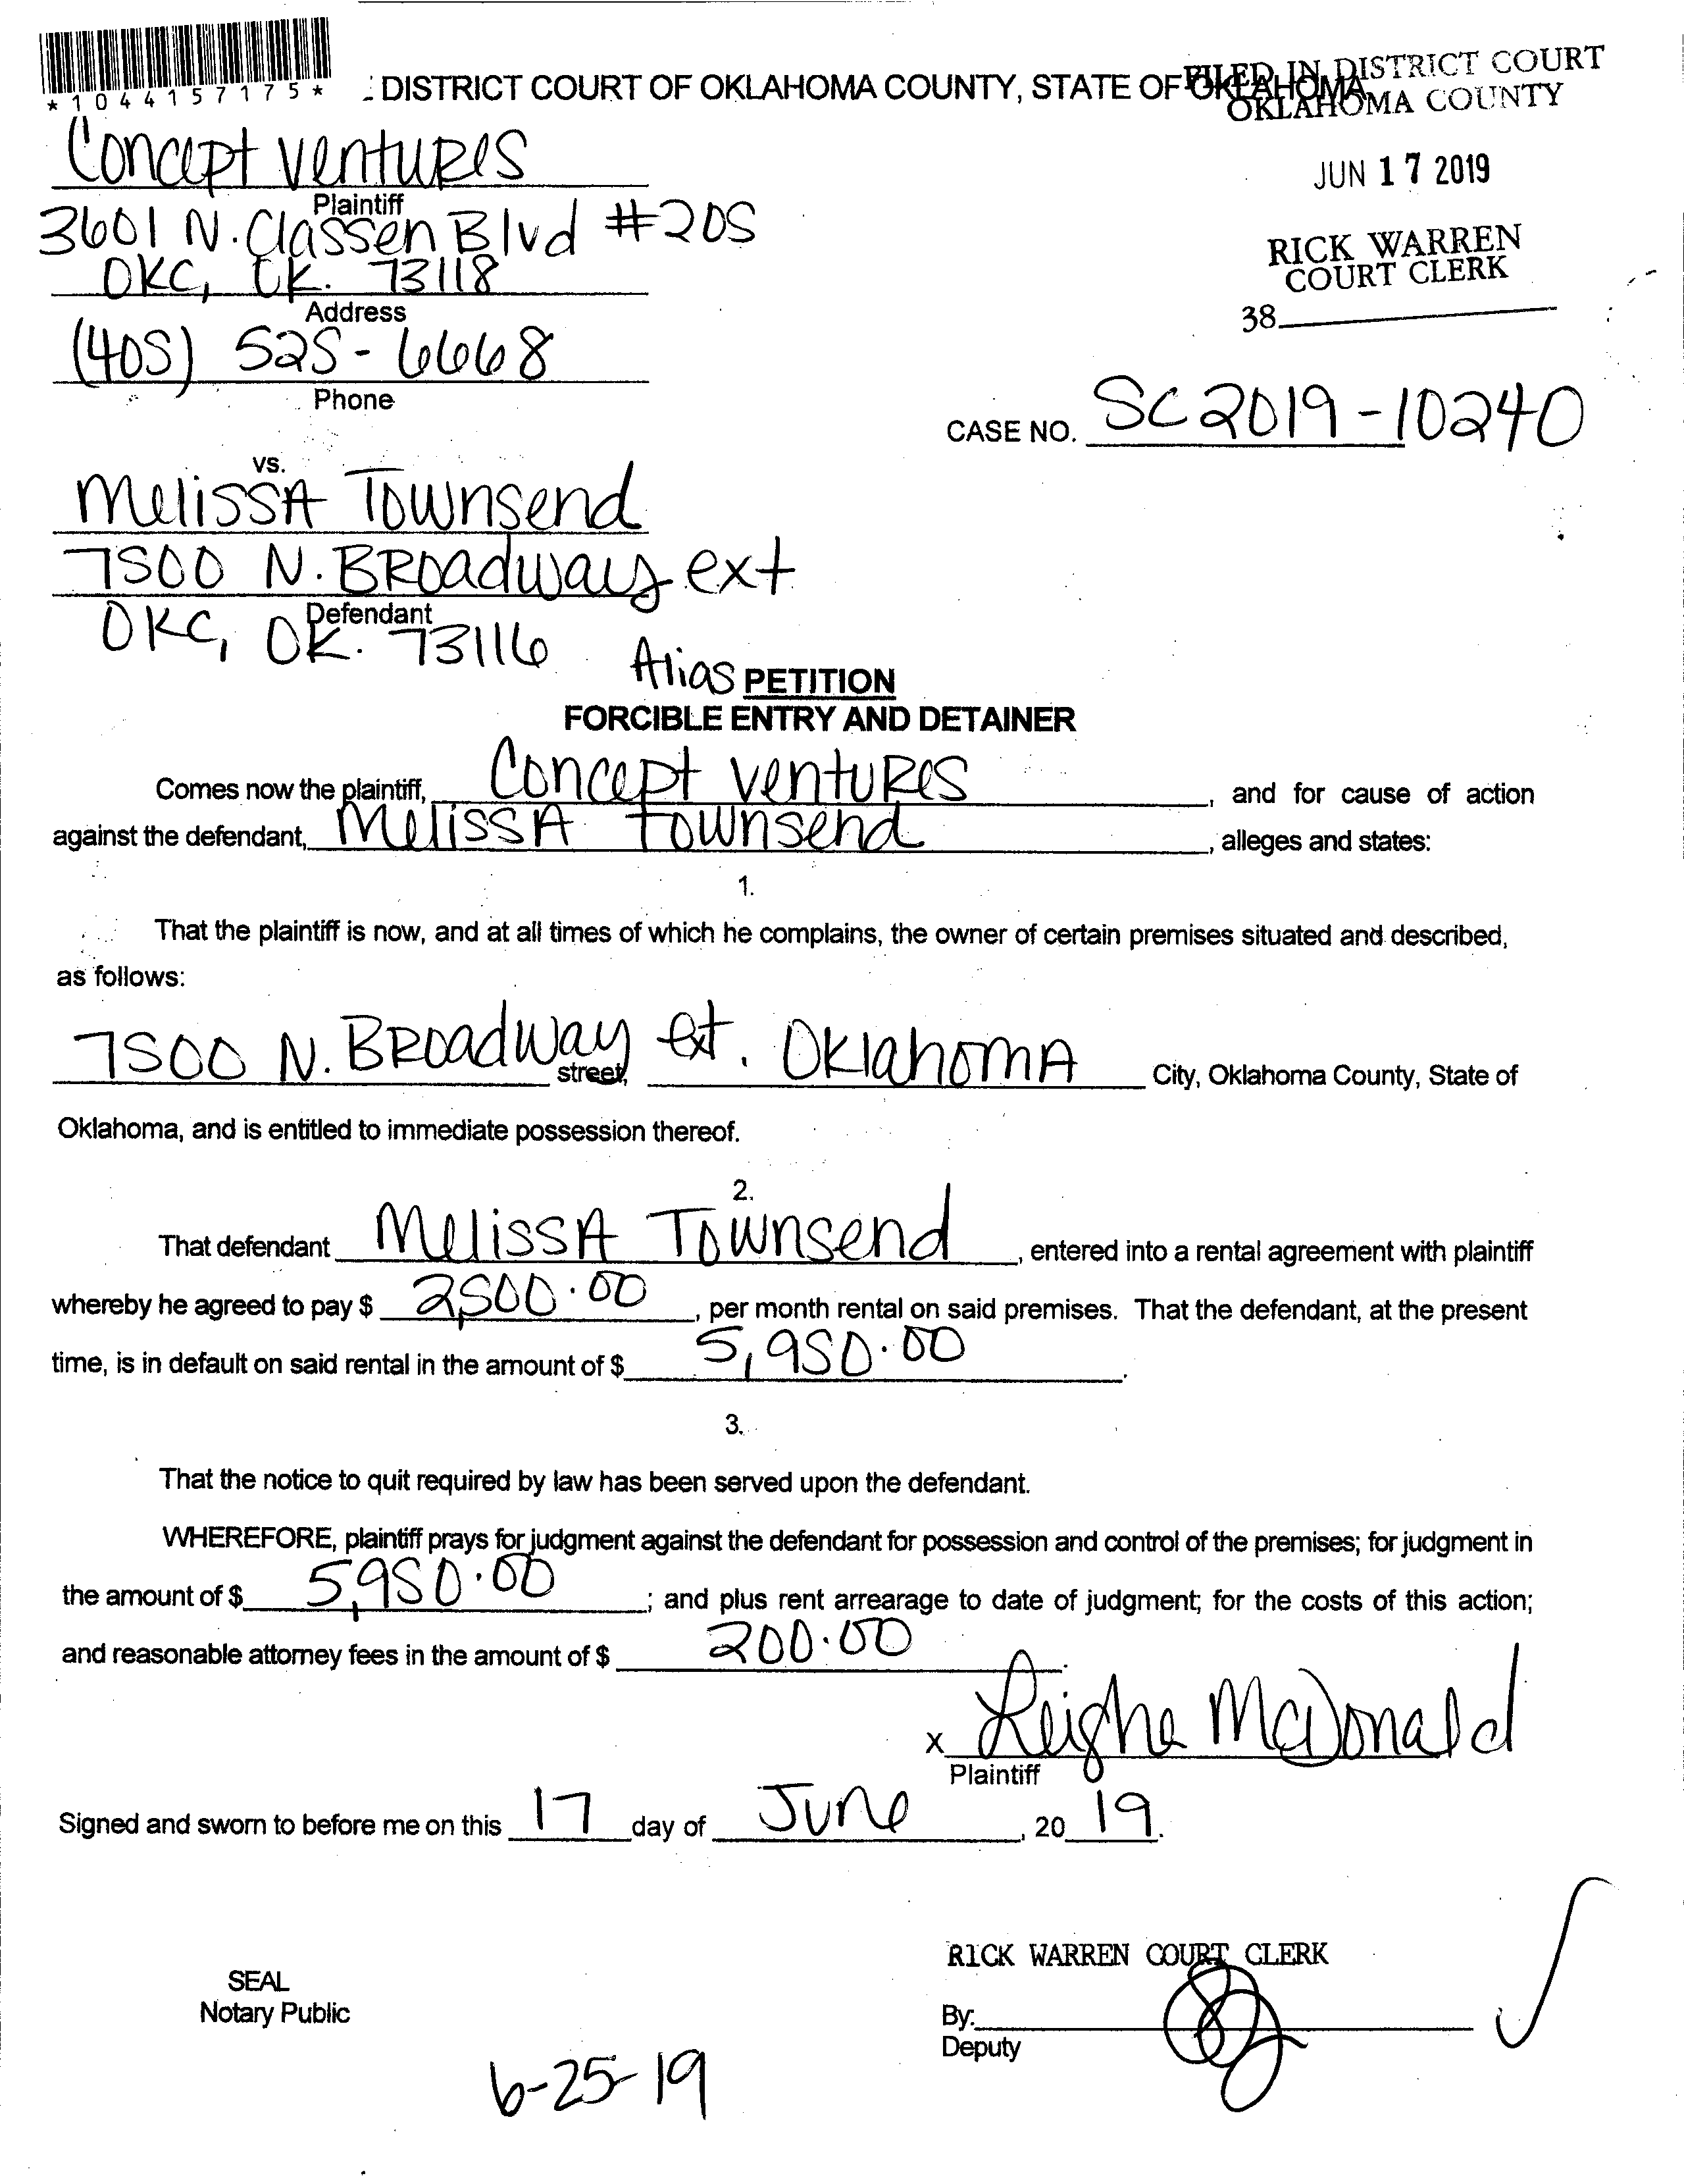 *1044157175*
DISTRICT COURT OF OKLAHOMA COUNTY, STATE OF OKLAHOMA
FILED IN DISTRICT COURT
OKLAHOMA COUNTY
JUN 17 2019
RICK WARREN
COURT CLERK
38
Concept ventures
Plaintiff
3601 N. Classen Blvd #205
OKC, OK. 73118
Address
(405) 525-6668
Phone
CASE NO. SC2019-10240
vs.
Melissa Townsend
7500 N. Broadway ext
Defendant
OKC, OK. 73116
Alias PETITION
FORCIBLE ENTRY AND DETAINER
Comes now the plaintiff, Concept ventures, and for cause of action
against the defendant, Melissa Townsend, alleges and states:
1.
That the plaintiff is now, and at all times of which he complains, the owner of certain premises situated and described,
as follows:
7500 N. Broadway ext. Oklahoma City, Oklahoma County, State of
street,
Oklahoma, and is entitled to immediate possession thereof.
2.
That defendant Melissa Townsend, entered into a rental agreement with plaintiff
whereby he agreed to pay $ 2,500.00, per month rental on said premises. That the defendant, at the present
time, is in default on said rental in the amount of $ 5,950.00.
3.
That the notice to quit required by law has been served upon the defendant.
WHEREFORE, plaintiff prays for judgment against the defendant for possession and control of the premises; for judgment in
the amount of $ 5,950.00; and plus rent arrearage to date of judgment; for the costs of this action;
and reasonable attorney fees in the amount of $ 200.00.
x Leigha McDonald
Plaintiff
Signed and sworn to before me on this 17 day of June, 2019.
RICK WARREN COURT CLERK
SEAL
Notary Public
By:
Deputy
6-25-19